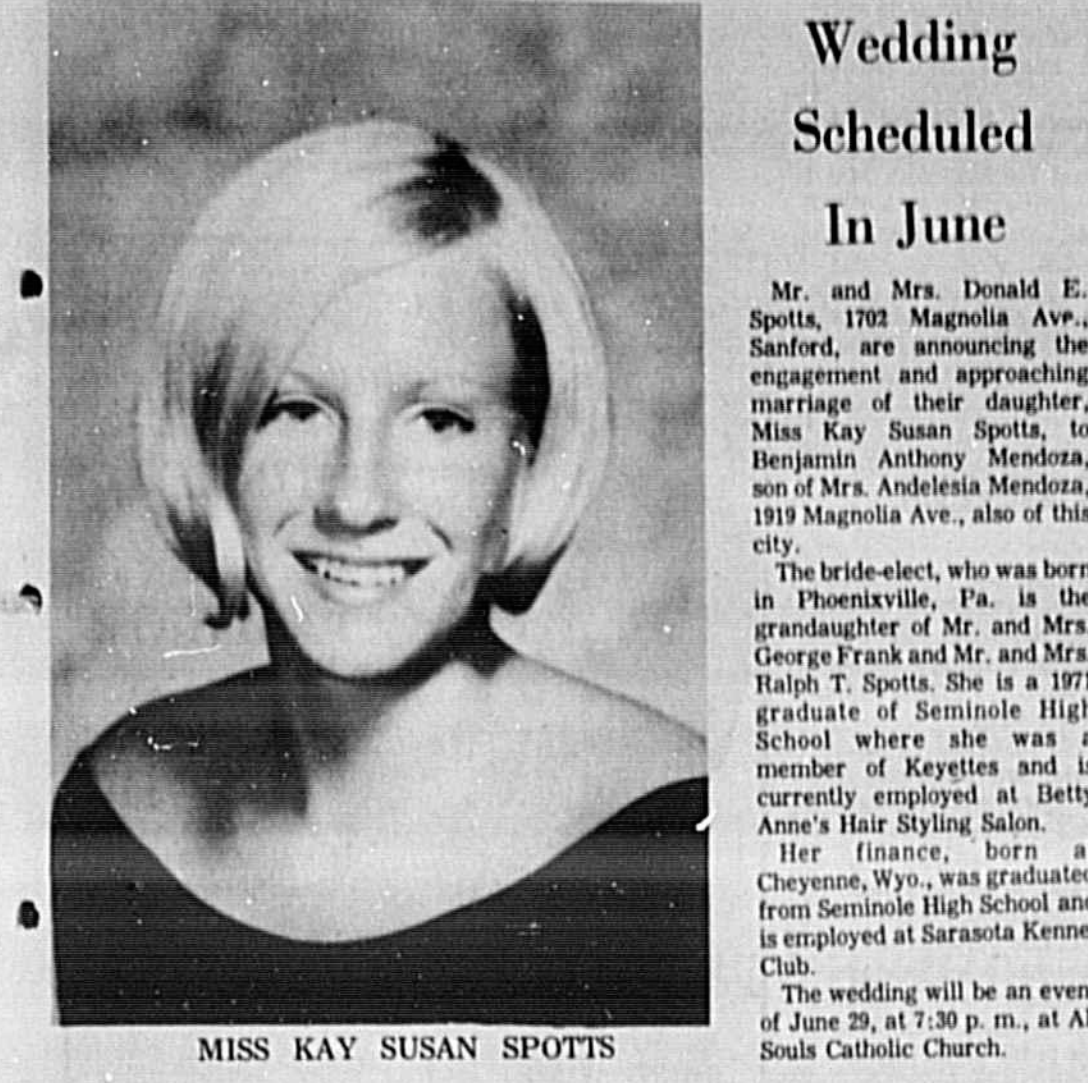 Wedding
Scheduled
In June
Mr. and Mrs. Donald E.
Spotts, 1702 Magnolia Ave.,
Sanford, are announcing the
engagement and approaching
marriage of their daughter,
Miss Kay Susan Spotts, to
Benjamin Anthony Mendoza,
son of Mrs. Andelesia Mendoza,
1919 Magnolia Ave., also of this
city.
The bride-elect, who was born
in Phoenixville, Pa. is the
grandaughter of Mr. and Mrs.
George Frank and Mr. and Mrs.
Ralph T. Spotts. She is a 1971
graduate of Seminole High
School where she was a
member of Keyettes and is
currently employed at Betty
Anne's Hair Styling Salon.
Her finance, born a
Cheyenne, Wyo., was graduated
from Seminole High School and
is employed at Sarasota Kenne
Club.
The wedding will be an even
of June 29, at 7:30 p. m., at Al
Souls Catholic Church.
MISS KAY SUSAN SPOTTS